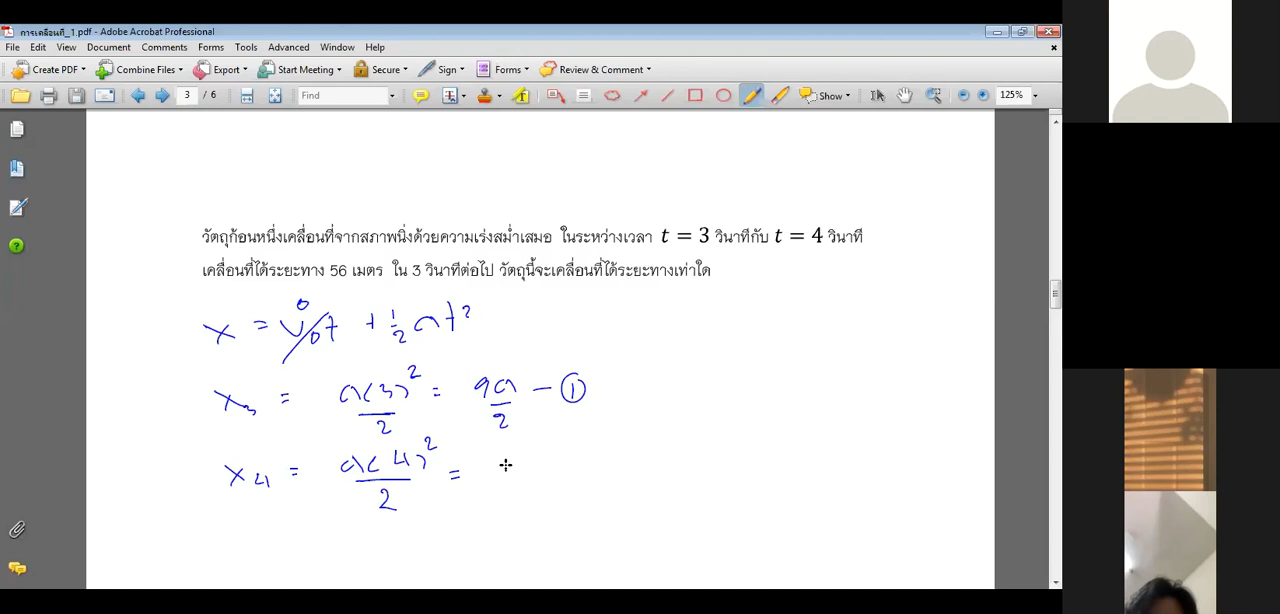 การเคลื่อนที่_1.pdf - Adobe Acrobat Professional
File Edit View Document Comments Forms Tools Advanced Window Help
Create PDF Combine Files Export Start Meeting Secure Sign Forms Review & Comment
3 / 6 Find Show 125%
วัตถุก้อนหนึ่งเคลื่อนที่จากสภาพนิ่งด้วยความเร่งสม่ำเสมอ ในระหว่างเวลา t = 3 วินาทีกับ t = 4 วินาที
เคลื่อนที่ได้ระยะทาง 56 เมตร ใน 3 วินาทีต่อไป วัตถุนี้จะเคลื่อนที่ได้ระยะทางเท่าใด
x = v₀t⁰ + 1/2 at²
x₃ = a(3)²/2 = 9a/2 - ①
x₄ = a(4)²/2 =